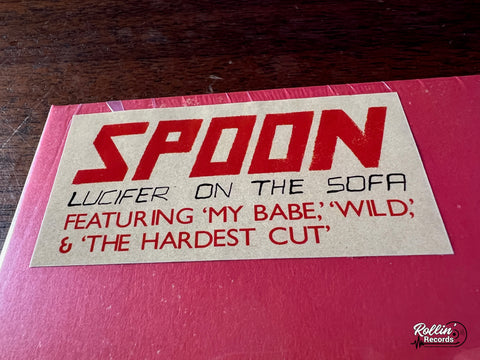 SPOON
LUCIFER ON THE SOFA
FEATURING 'MY BABE,' 'WILD,'
& 'THE HARDEST CUT'
Rollin'
Records